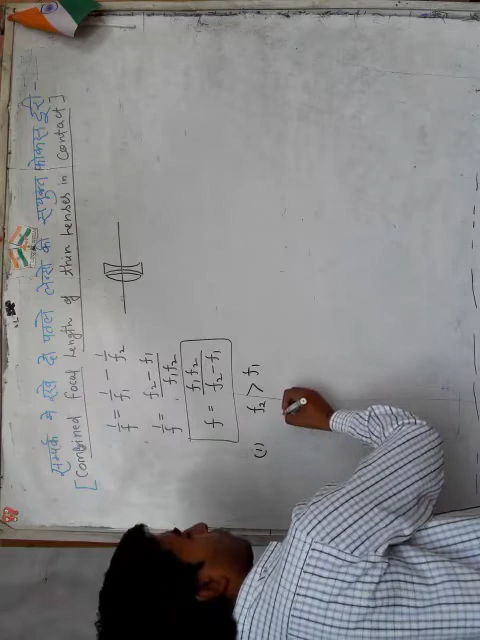 सम्पर्क में रखे दो पतले लेन्सो की संयुक्त फोकस दूरी -
[Combined Focal Length of thin Lenses in Contact]
1/f = 1/f₁ - 1/f₂
1/f = f₂ - f₁ / f₁f₂
f = f₁f₂ / f₂ - f₁
(i) f₂ > f₁